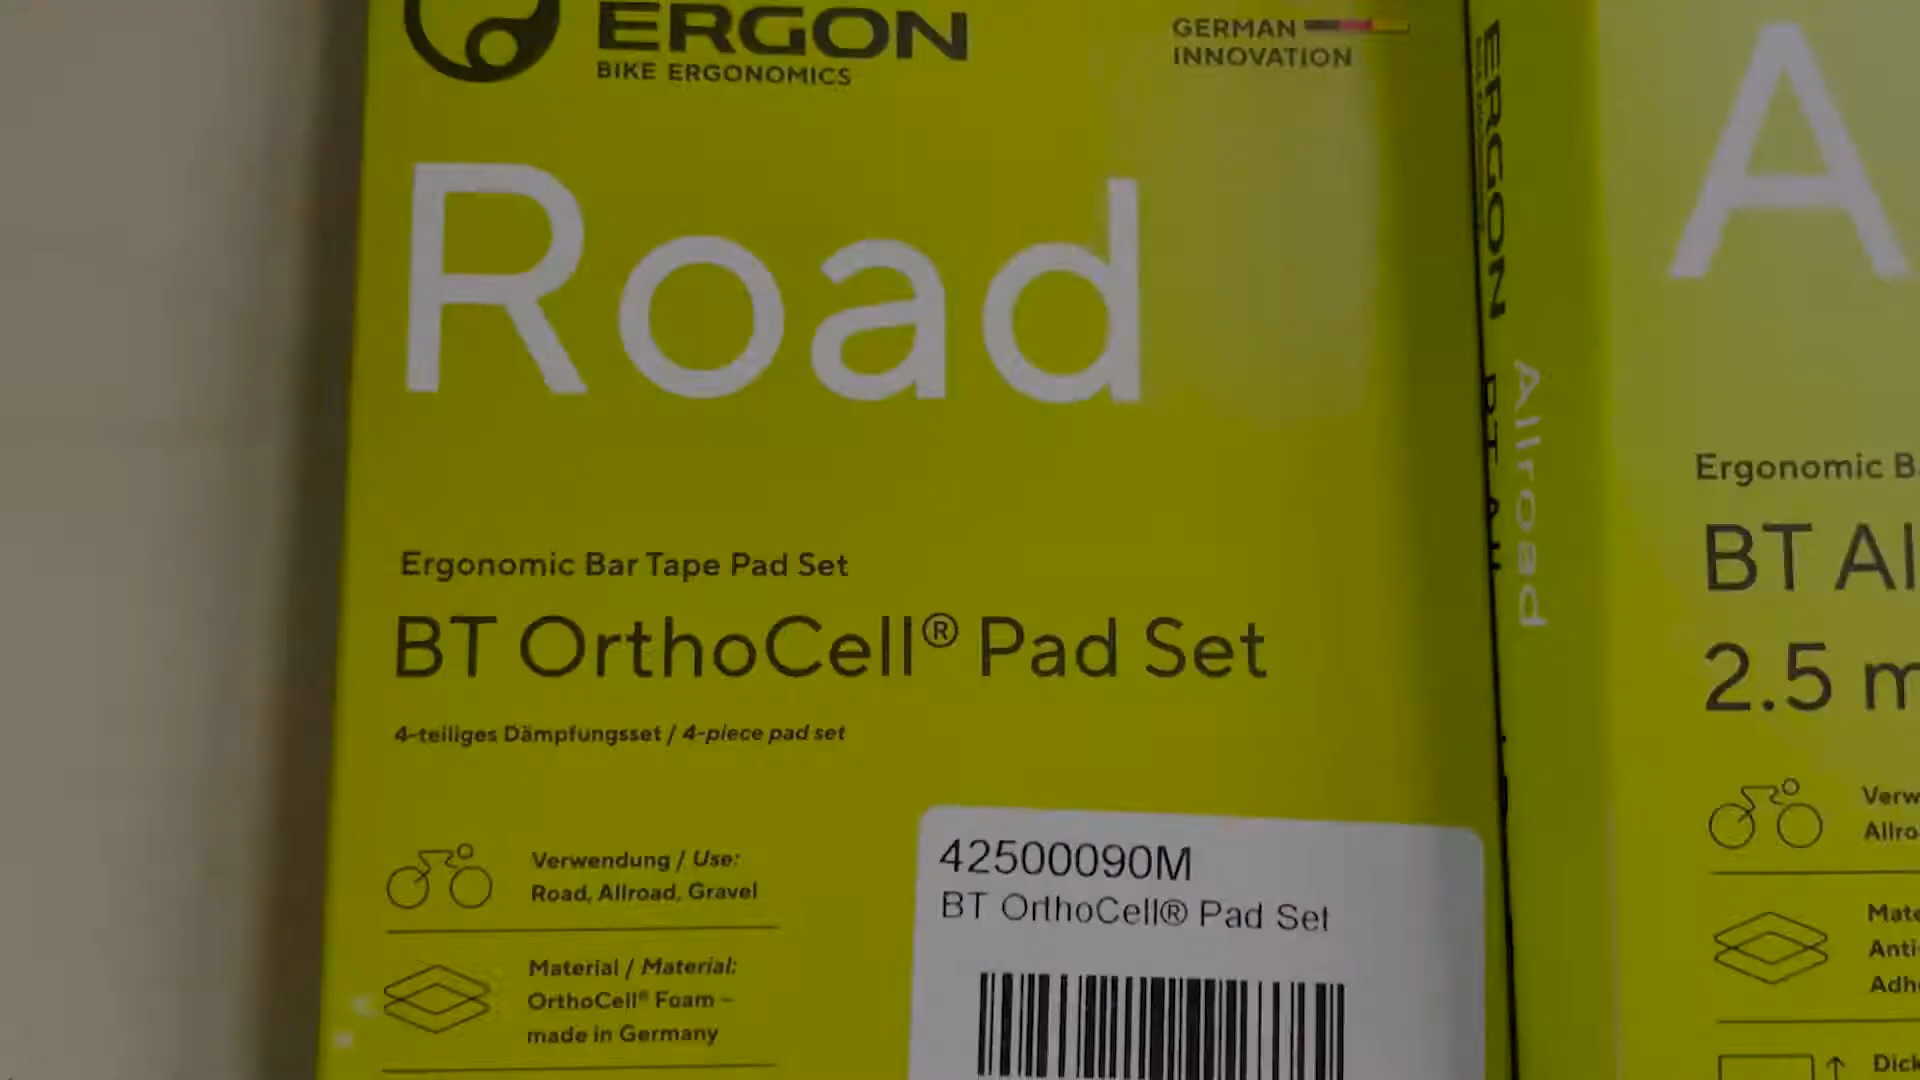 ERGON
BIKE ERGONOMICS
GERMAN
INNOVATION
Road
Ergonomic Bar Tape Pad Set
BT OrthoCell® Pad Set
4-teiliges Dämpfungsset / 4-piece pad set
Verwendung / Use:
Road, Allroad, Gravel
Material / Material:
OrthoCell® Foam –
made in Germany
42500090M
BT OrthoCell® Pad Set
ERGON
Allroad
A
Ergonomic B
BT Al
2.5 m
Verw
Allro
Mate
Anti
Adhe
Dick